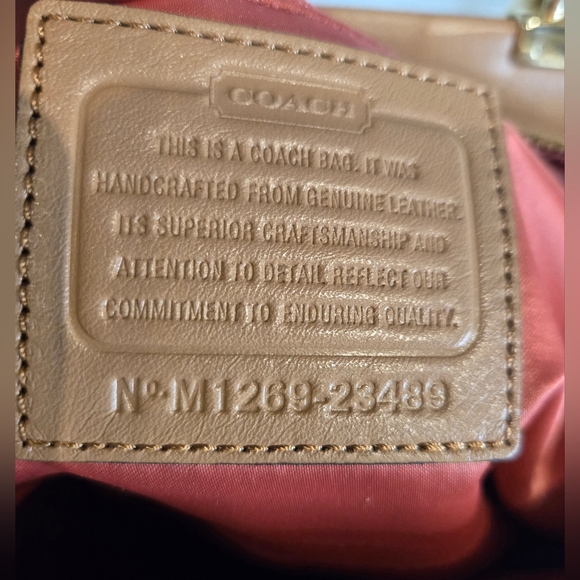 COACH
THIS IS A COACH BAG. IT WAS
HANDCRAFTED FROM GENUINE LEATHER.
ITS SUPERIOR CRAFTSMANSHIP AND
ATTENTION TO DETAIL REFLECT OUR
COMMITMENT TO ENDURING QUALITY.
Nº·M1269-23489